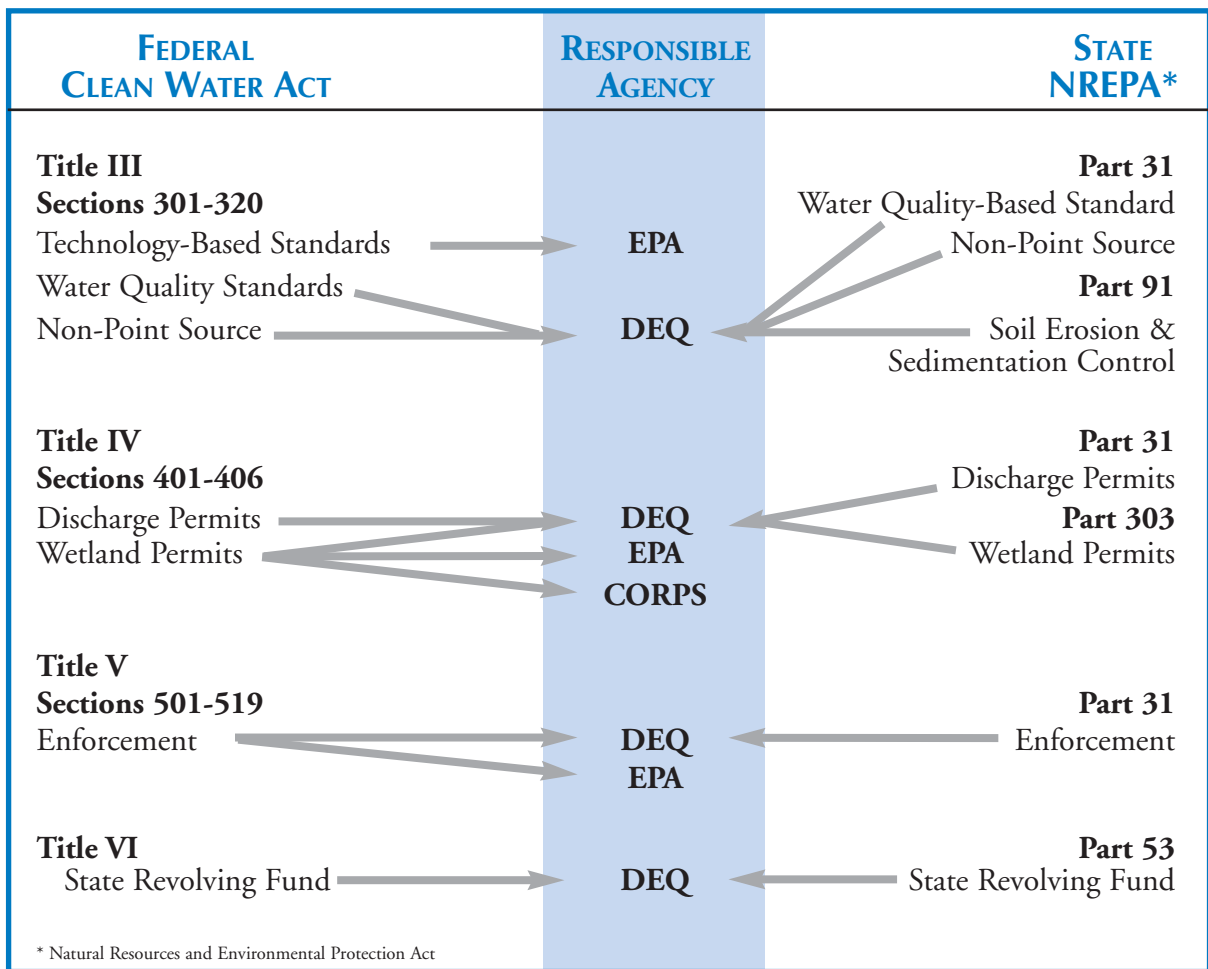 FEDERAL
CLEAN WATER ACT
RESPONSIBLE
AGENCY
STATE
NREPA*
Title III
Sections 301-320
Technology-Based Standards
Water Quality Standards
Non-Point Source
EPA
DEQ
Part 31
Water Quality-Based Standard
Non-Point Source
Part 91
Soil Erosion &
Sedimentation Control
Title IV
Sections 401-406
Discharge Permits
Wetland Permits
DEQ
EPA
CORPS
Part 31
Discharge Permits
Part 303
Wetland Permits
Title V
Sections 501-519
Enforcement
DEQ
EPA
Part 31
Enforcement
Title VI
State Revolving Fund
DEQ
Part 53
State Revolving Fund
* Natural Resources and Environmental Protection Act